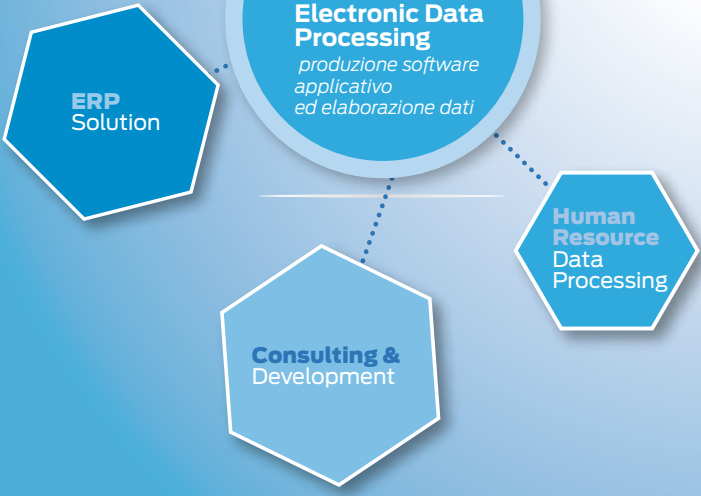 Electronic Data
Processing
produzione software
applicativo
ed elaborazione dati
ERP
Solution
Human
Resource
Data
Processing
Consulting &
Development